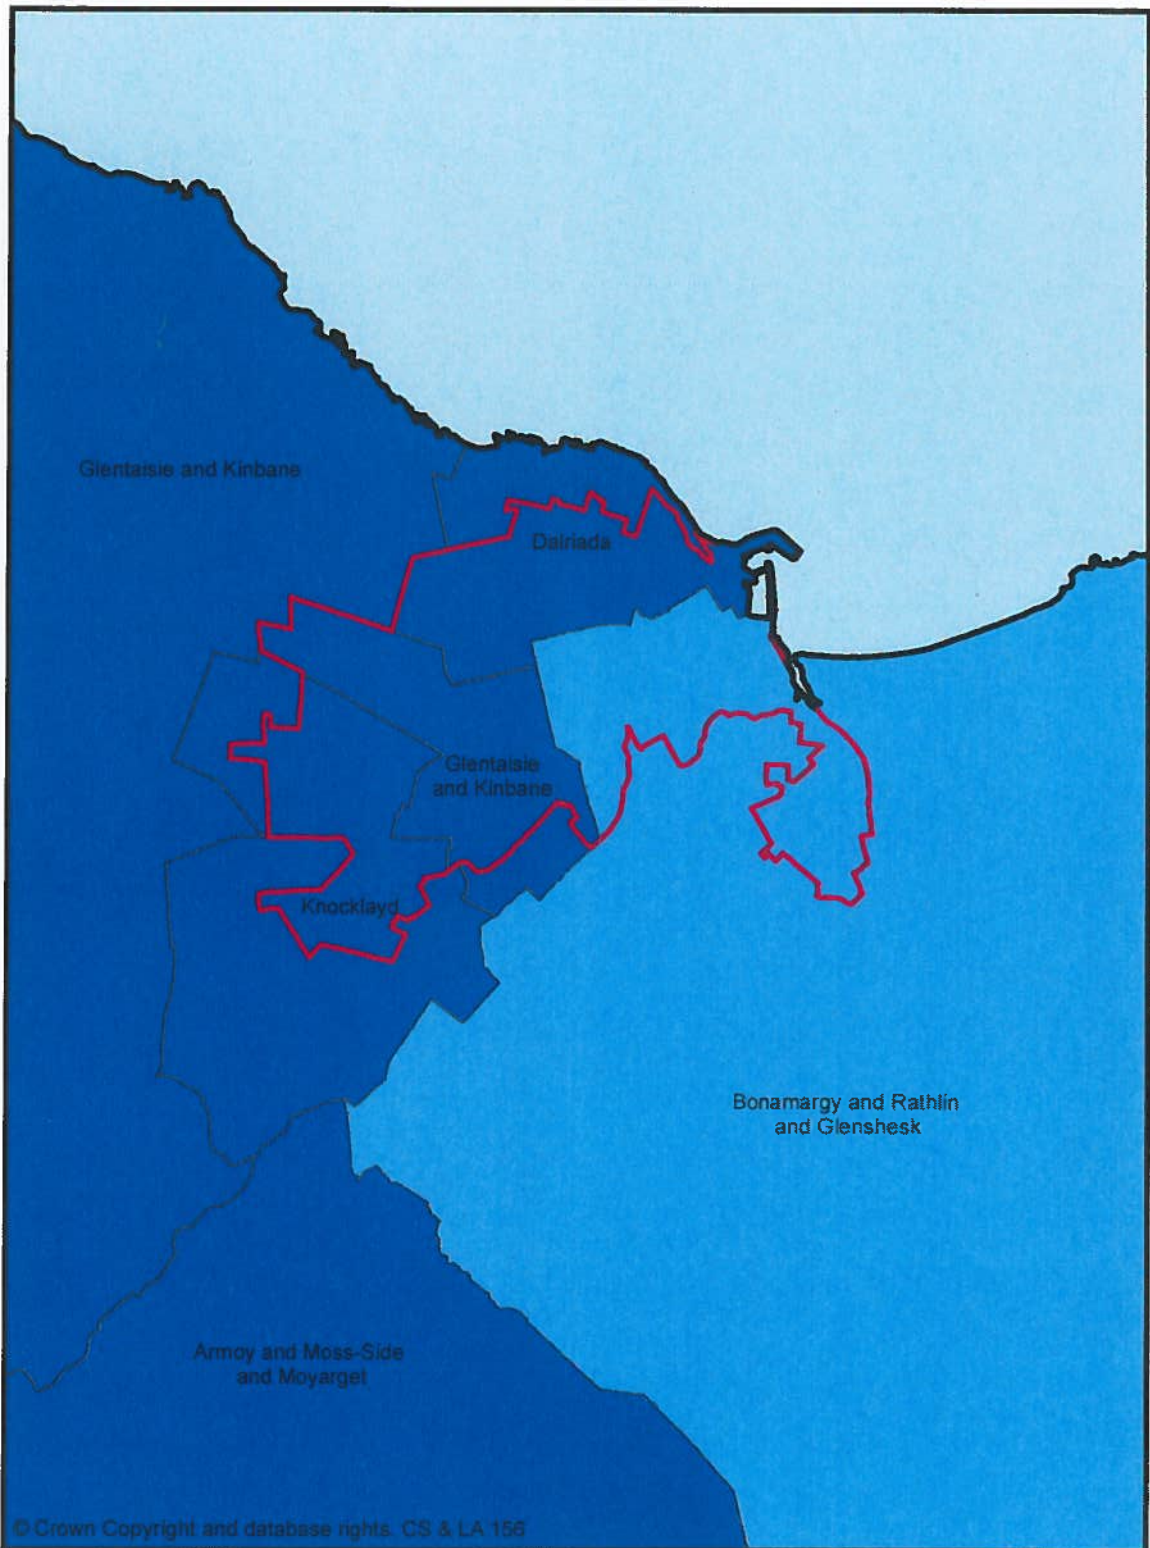 Glentaisie and Kinbane
Dalriada
Glentaisie
and Kinbane
Knocklayd
Bonamargy and Rathlin
and Glenshesk
Armoy and Moss-Side
and Moyarget
© Crown Copyright and database rights. CS & LA 156